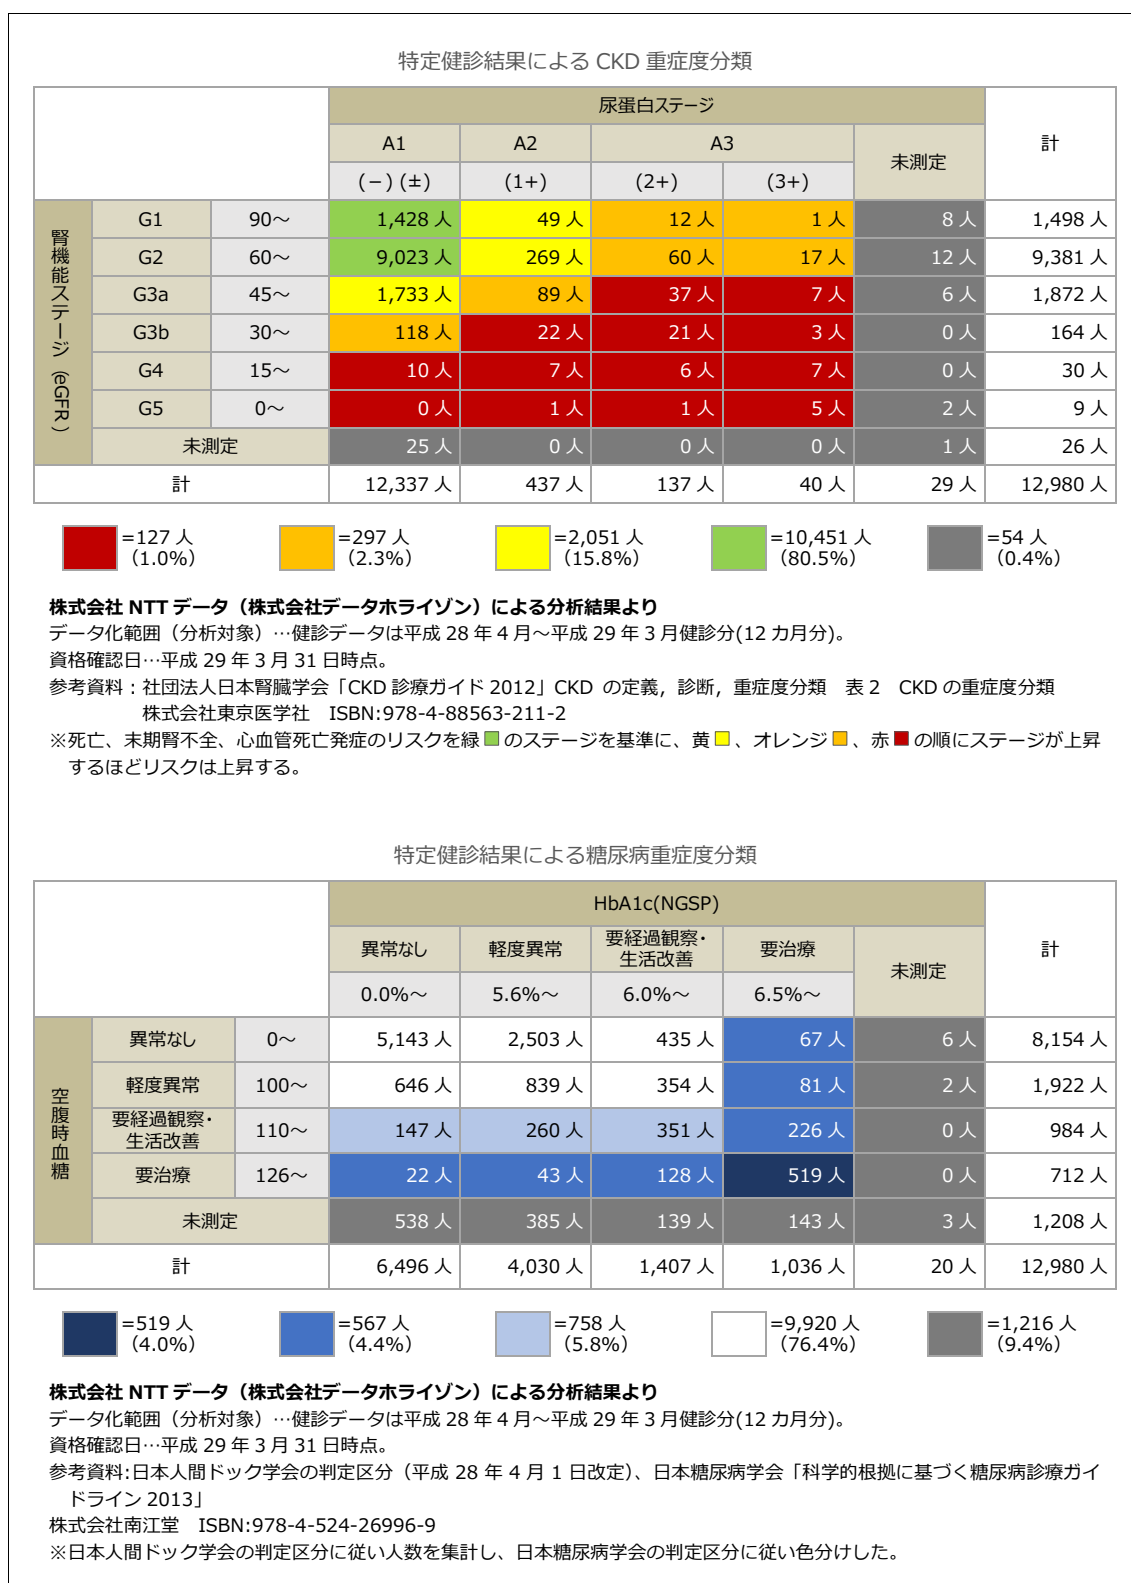 特定健診結果による CKD 重症度分類
尿蛋白ステージ
計
A1 A2 A3 未測定
(−) (±) (1+) (2+) (3+)
腎機能ステージ（eGFR）
G1 90～ 1,428 人 49 人 12 人 1 人 8 人 1,498 人
G2 60～ 9,023 人 269 人 60 人 17 人 12 人 9,381 人
G3a 45～ 1,733 人 89 人 37 人 7 人 6 人 1,872 人
G3b 30～ 118 人 22 人 21 人 3 人 0 人 164 人
G4 15～ 10 人 7 人 6 人 7 人 0 人 30 人
G5 0～ 0 人 1 人 1 人 5 人 2 人 9 人
未測定 25 人 0 人 0 人 0 人 1 人 26 人
計 12,337 人 437 人 137 人 40 人 29 人 12,980 人
=127 人 =297 人 =2,051 人 =10,451 人 =54 人
（1.0%） （2.3%） （15.8%） （80.5%） （0.4%）
株式会社 NTT データ（株式会社データホライゾン）による分析結果より
データ化範囲（分析対象）…健診データは平成 28 年 4 月～平成 29 年 3 月健診分(12 カ月分)。
資格確認日…平成 29 年 3 月 31 日時点。
参考資料：社団法人日本腎臓学会「CKD 診療ガイド 2012」CKD の定義，診断，重症度分類　表 2　CKD の重症度分類
株式会社東京医学社　ISBN:978-4-88563-211-2
※死亡、末期腎不全、心血管死亡発症のリスクを緑 のステージを基準に、黄 、オレンジ 、赤 の順にステージが上昇
するほどリスクは上昇する。
特定健診結果による糖尿病重症度分類
HbA1c(NGSP)
計
異常なし 軽度異常 要経過観察・ 要治療 未測定
生活改善
0.0%～ 5.6%～ 6.0%～ 6.5%～
空腹時血糖
異常なし 0～ 5,143 人 2,503 人 435 人 67 人 6 人 8,154 人
軽度異常 100～ 646 人 839 人 354 人 81 人 2 人 1,922 人
要経過観察・ 110～ 147 人 260 人 351 人 226 人 0 人 984 人
生活改善
要治療 126～ 22 人 43 人 128 人 519 人 0 人 712 人
未測定 538 人 385 人 139 人 143 人 3 人 1,208 人
計 6,496 人 4,030 人 1,407 人 1,036 人 20 人 12,980 人
=519 人 =567 人 =758 人 =9,920 人 =1,216 人
（4.0%） （4.4%） （5.8%） （76.4%） （9.4%）
株式会社 NTT データ（株式会社データホライゾン）による分析結果より
データ化範囲（分析対象）…健診データは平成 28 年 4 月～平成 29 年 3 月健診分(12 カ月分)。
資格確認日…平成 29 年 3 月 31 日時点。
参考資料:日本人間ドック学会の判定区分（平成 28 年 4 月 1 日改定）、日本糖尿病学会「科学的根拠に基づく糖尿病診療ガイ
ドライン 2013」
株式会社南江堂　ISBN:978-4-524-26996-9
※日本人間ドック学会の判定区分に従い人数を集計し、日本糖尿病学会の判定区分に従い色分けした。